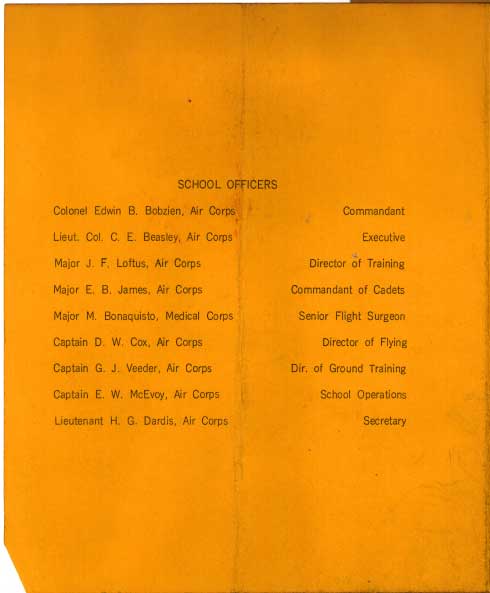 SCHOOL OFFICERS
Colonel Edwin B. Bobzien, Air Corps Commandant
Lieut. Col. C. E. Beasley, Air Corps Executive
Major J. F. Loftus, Air Corps Director of Training
Major E. B. James, Air Corps Commandant of Cadets
Major M. Bonaquisto, Medical Corps Senior Flight Surgeon
Captain D. W. Cox, Air Corps Director of Flying
Captain G. J. Veeder, Air Corps Dir. of Ground Training
Captain E. W. McEvoy, Air Corps School Operations
Lieutenant H. G. Dardis, Air Corps Secretary